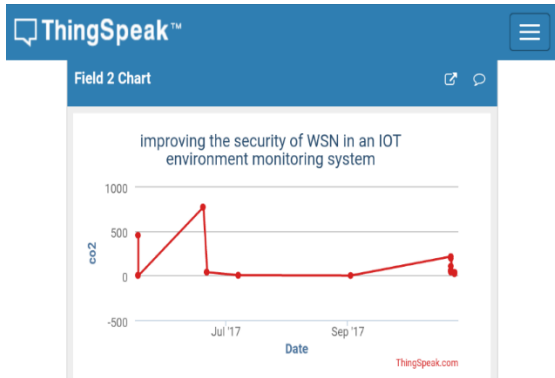 ThingSpeak™
Field 2 Chart
improving the security of WSN in an IOT
environment monitoring system
1000
500
0
-500
co2
Jul '17
Sep '17
Date
ThingSpeak.com